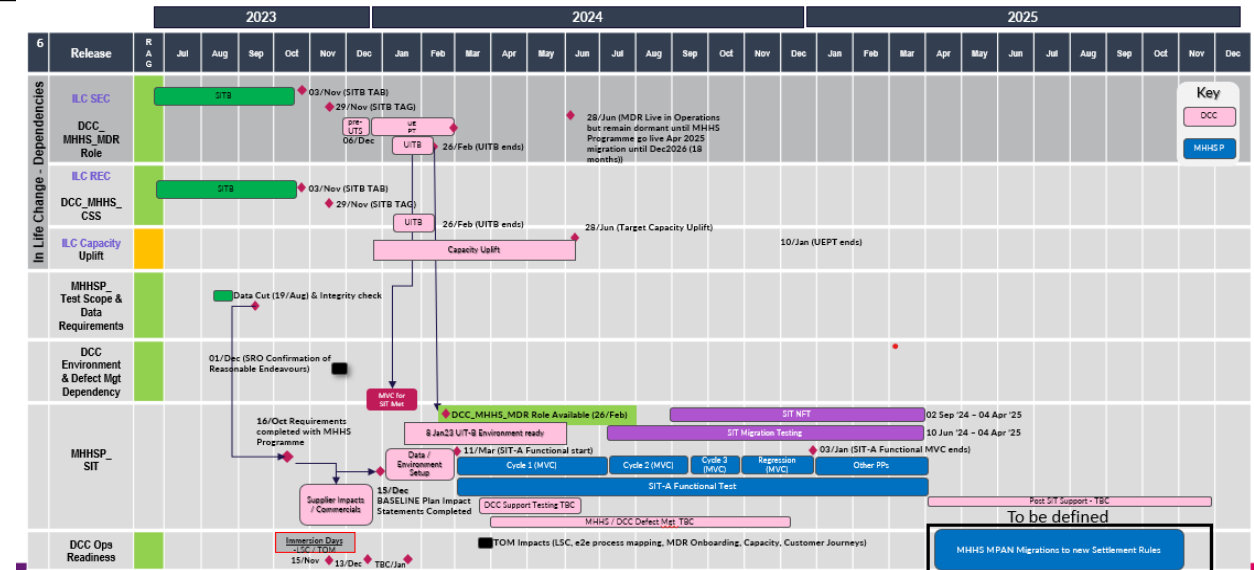 2023
2024
2025
6
Release
R
A
G
Jul
Aug
Sep
Oct
Nov
Dec
Jan
Feb
Mar
Apr
May
Jun
Jul
Aug
Sep
Oct
Nov
Dec
Jan
Feb
Mar
Apr
May
Jun
Jul
Aug
Sep
Oct
Nov
Dec
In Life Change - Dependencies
ILC SEC
DCC_
MHHS_MDR
Role
SITB
03/Nov (SITB TAB)
29/Nov (SITB TAG)
pre-
UTS
06/Dec
UE
PT
UITB
26/Feb (UITB ends)
28/Jun (MDR Live in Operations
but remain dormant until MHHS
Programme go live Apr 2025
migration until Dec2026 (18
months))
Key
DCC
MHHSP
ILC REC
DCC_MHHS_
CSS
SITB
03/Nov (SITB TAB)
29/Nov (SITB TAG)
UITB
26/Feb (UITB ends)
ILC Capacity
Uplift
28/Jun (Target Capacity Uplift)
Capacity Uplift
10/Jan (UEPT ends)
MHHSP_
Test Scope &
Data
Requirements
Data Cut (19/Aug) & Integrity check
DCC
Environment
& Defect Mgt
Dependency
01/Dec (SRO Confirmation of
Reasonable Endeavours)
MVC for
SIT Met
MHHSP_
SIT
16/Oct Requirements
completed with MHHS
Programme
DCC_MHHS_MDR Role Available (26/Feb)
SIT NFT
02 Sep '24 – 04 Apr '25
8 Jan23 UIT-B Environment ready
SIT Migration Testing
10 Jun '24 – 04 Apr '25
Data /
Environment
Setup
11/Mar (SIT-A Functional start)
03/Jan (SIT-A Functional MVC ends)
Cycle 1 (MVC)
Cycle 2 (MVC)
Cycle 3
(MVC)
Regression
(MVC)
Other PPs
SIT-A Functional Test
Supplier Impacts
/ Commercials
15/Dec
BASELINE Plan Impact
Statements Completed
DCC Support Testing TBC
Post SIT Support - TBC
MHHS / DCC Defect Mgt TBC
To be defined
DCC Ops
Readiness
Immersion Days
-LSC / TOM
15/Nov
13/Dec
TBC/Jan
TOM Impacts (LSC, e2e process mapping, MDR Onboarding, Capacity, Customer Journeys)
MHHS MPAN Migrations to new Settlement Rules